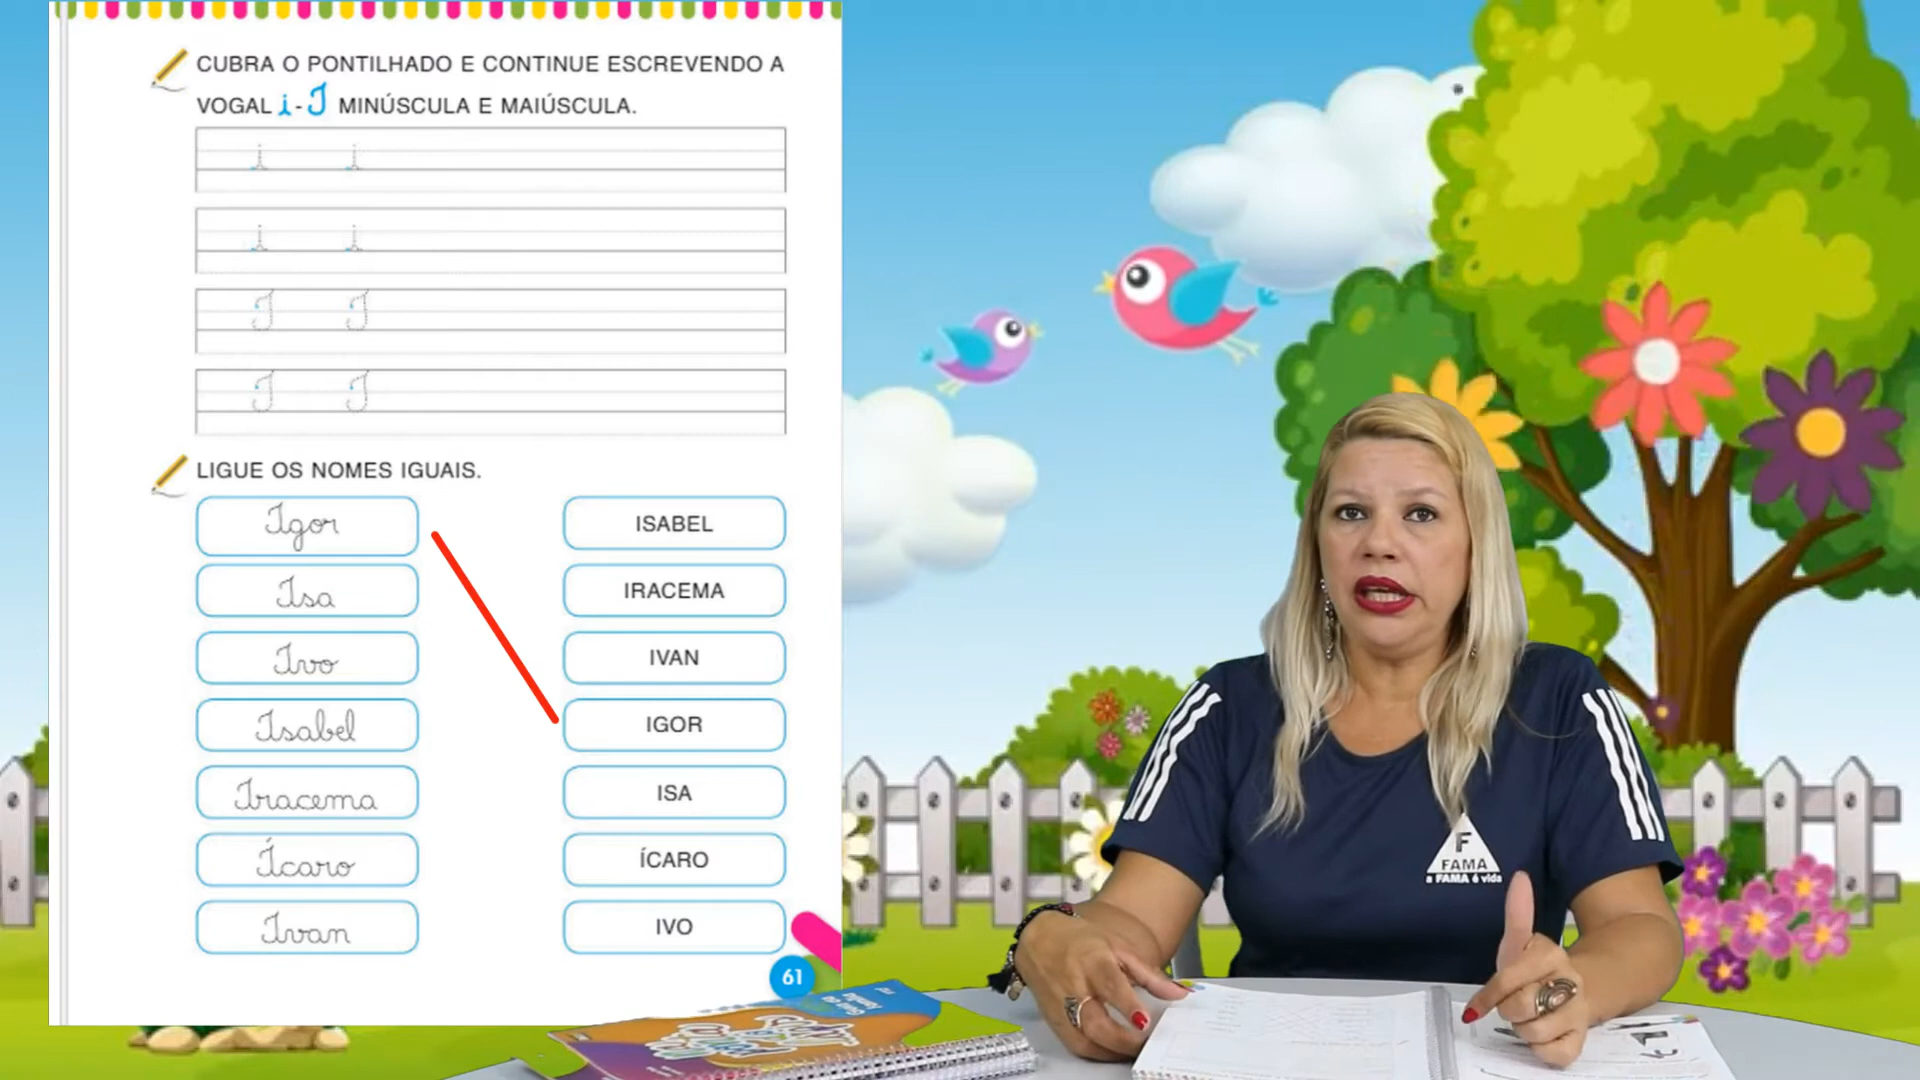 CUBRA O PONTILHADO E CONTINUE ESCREVENDO A
VOGAL i - I MINÚSCULA E MAIÚSCULA.
i i
i i
I I
I I
LIGUE OS NOMES IGUAIS.
Igor ISABEL
Isa IRACEMA
Ivo IVAN
Isabel IGOR
Iracema ISA
Ícaro ÍCARO
Ivan IVO
61
F
FAMA
a FAMA é vida